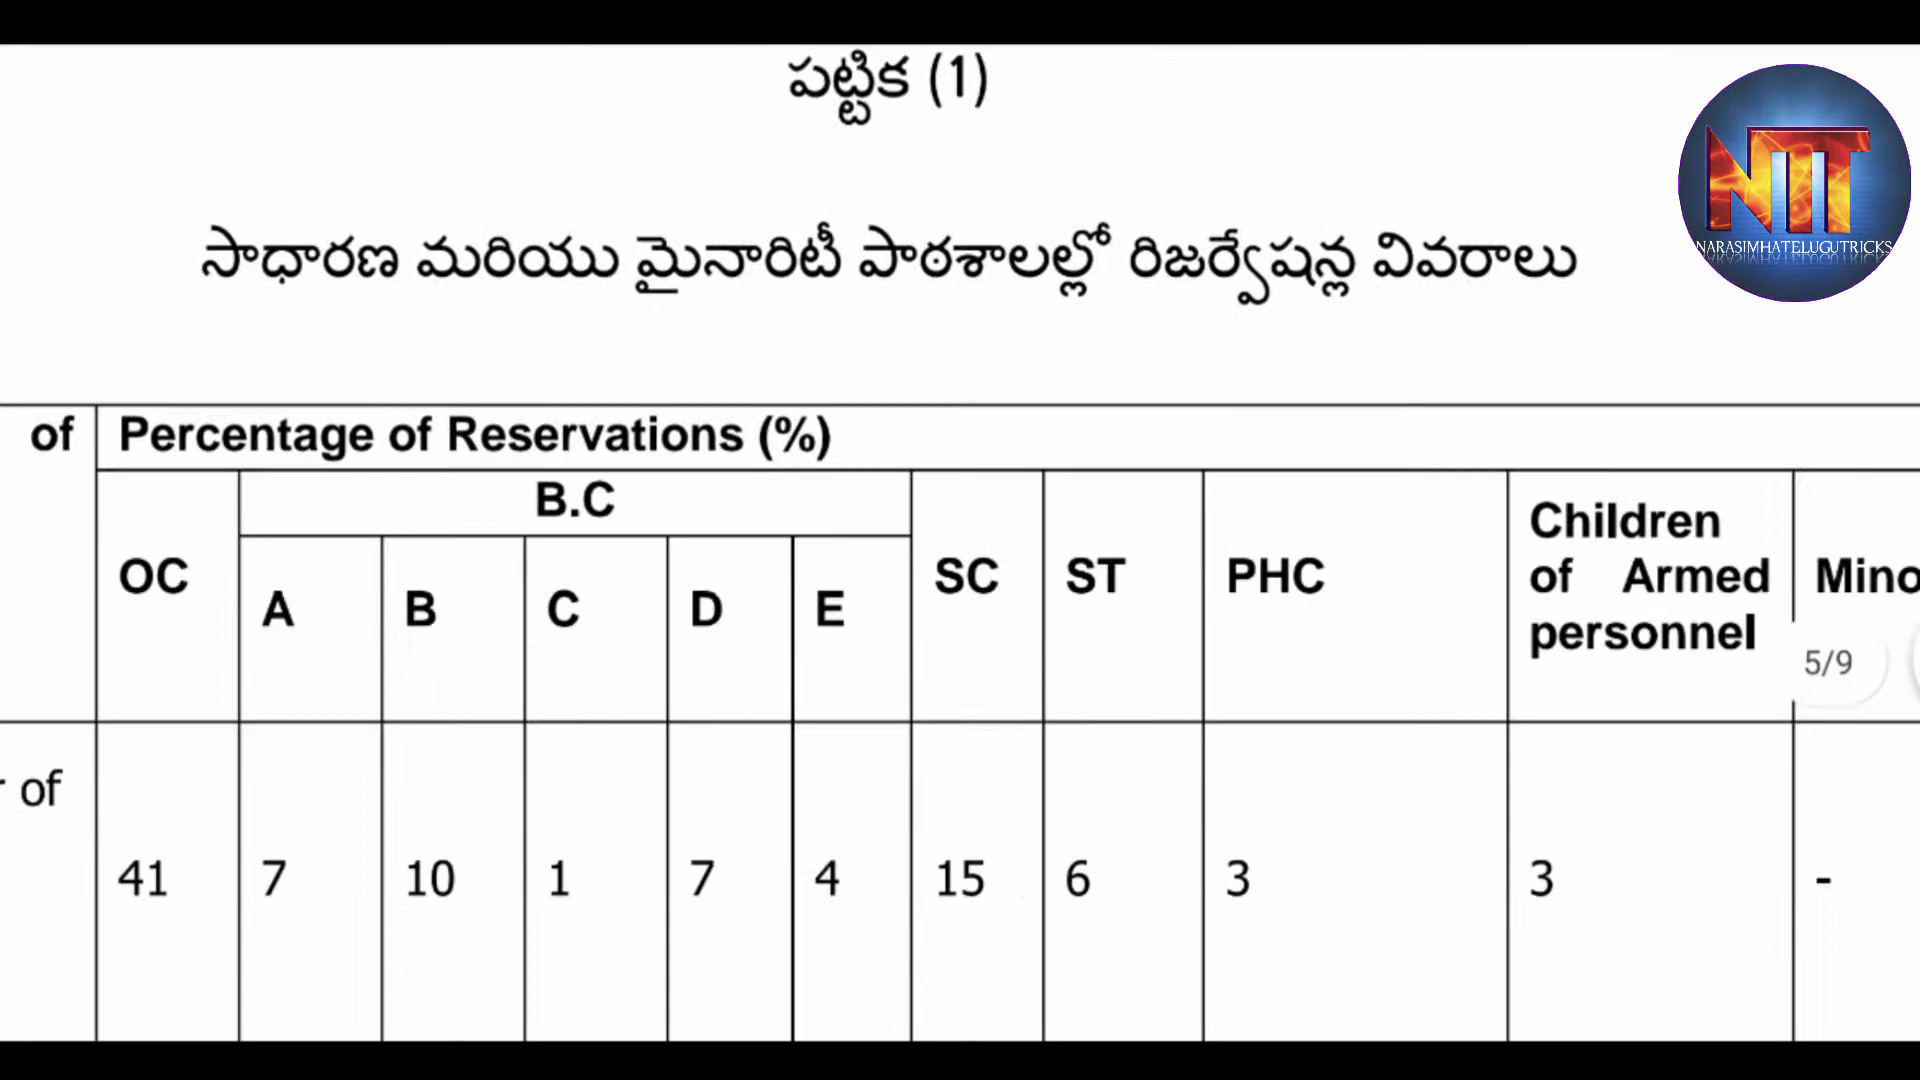 పట్టిక (1)
NIT
NARASIMHATELUGUTRICKS
సాధారణ మరియు మైనారిటీ పాఠశాలల్లో రిజర్వేషన్ల వివరాలు
of Percentage of Reservations (%)
B.C
OC A B C D E SC ST PHC Children
of Armed
personnel
5/9
of
41 7 10 1 7 4 15 6 3 3 -